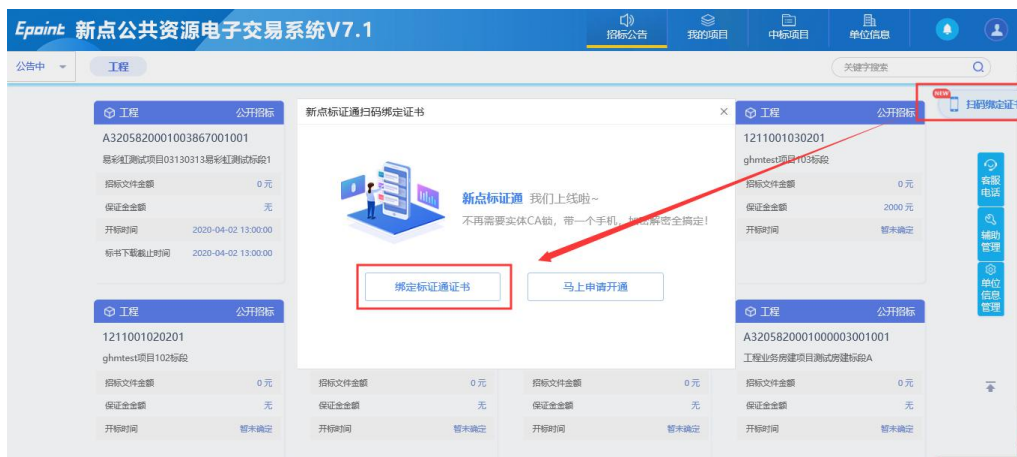 Epoint 新点公共资源电子交易系统V7.1
招标公告
我的项目
中标项目
单位信息
公告中
工程
关键字搜索
NEW
扫码绑定证
工程 公开招标
A3205820001003867001001
易彩虹测试项目03130313易彩虹测试标段1
招标文件金额 0 元
保证金金额 无
开标时间 2020-04-02 13:00:00
标书下载截止时间 2020-04-02 13:00:00
新点标证通扫码绑定证书
新点标证通 我们上线啦~
不再需要实体CA锁，带一个手机，解密全搞定！
绑定标证通证书
马上申请开通
工程 公开招标
1211001030201
ghmtest项目103标段
招标文件金额 0 元
保证金金额 2000 元
开标时间 暂未确定
客服电话
辅助管理
单位信息管理
工程 公开招标
1211001020201
ghmtest项目102标段
招标文件金额 0 元
保证金金额 无
开标时间 暂未确定
招标文件金额 0 元
保证金金额 无
开标时间 暂未确定
招标文件金额 0 元
保证金金额 无
开标时间 暂未确定
工程 公开招标
A3205820001000003001001
工程业务房建项目测试房建标段A
招标文件金额 0 元
保证金金额 无
开标时间 暂未确定